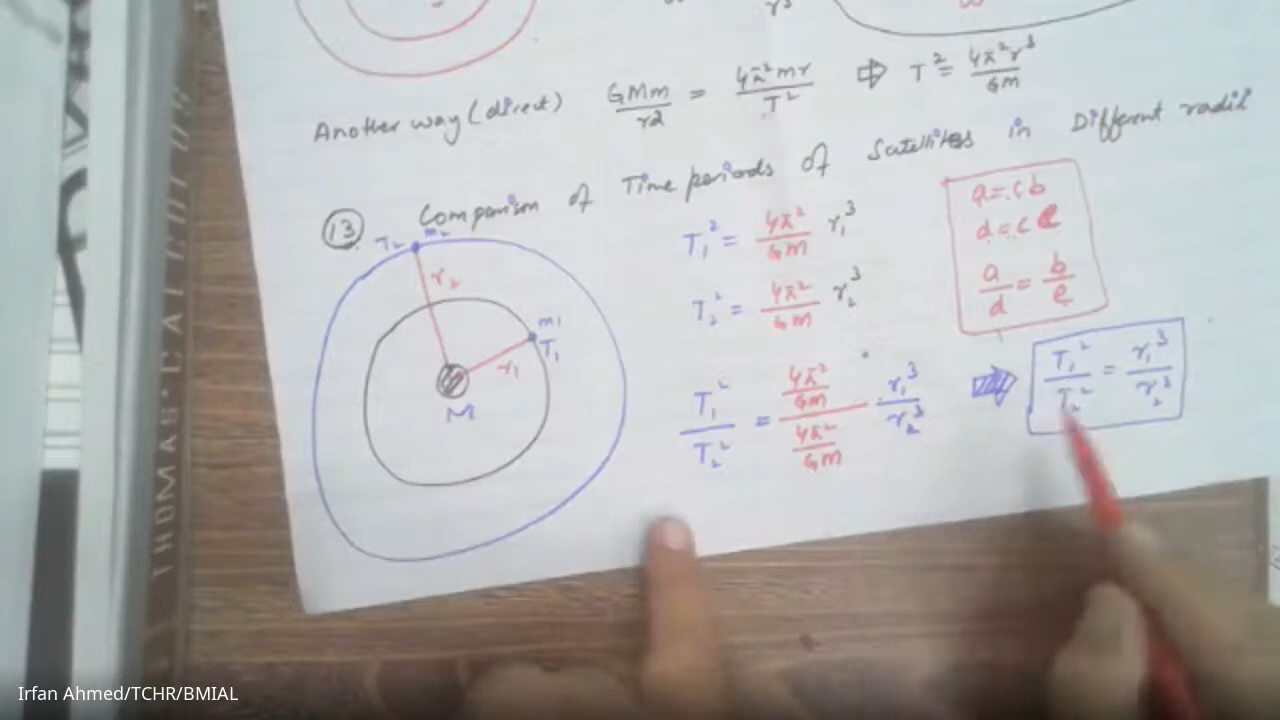 Another way (direct) GMm/r2 = 4π²mr/T² ⇒ T² = 4π²r³/GM
13. Comparison of Time periods of Satellites in Different radii
T₂ m₂
r₂
m1
T₁
r₁
M
T₁² = 4π²/GM r₁³
T₂² = 4π²/GM r₂³
T₁²/T₂² = (4π²/GM)/(4π²/GM) r₁³/r₂³
a = cb
d = ce
a/d = b/e
T₁²/T₂² = r₁³/r₂³
THOMAS·CALCULUS
Irfan Ahmed/TCHR/BMIAL